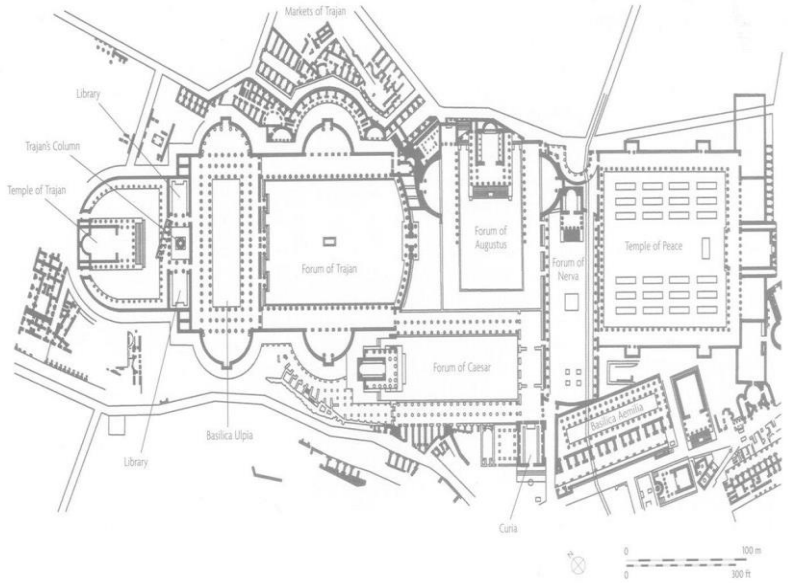 Markets of Trajan
Library
Trajan's Column
Temple of Trajan
Forum of Trajan
Forum of
Augustus
Forum of
Nerva
Temple of Peace
Forum of Caesar
Basilica Ulpia
Basilica Aemilia
Library
Curia
N
0
100 m
0
300 ft